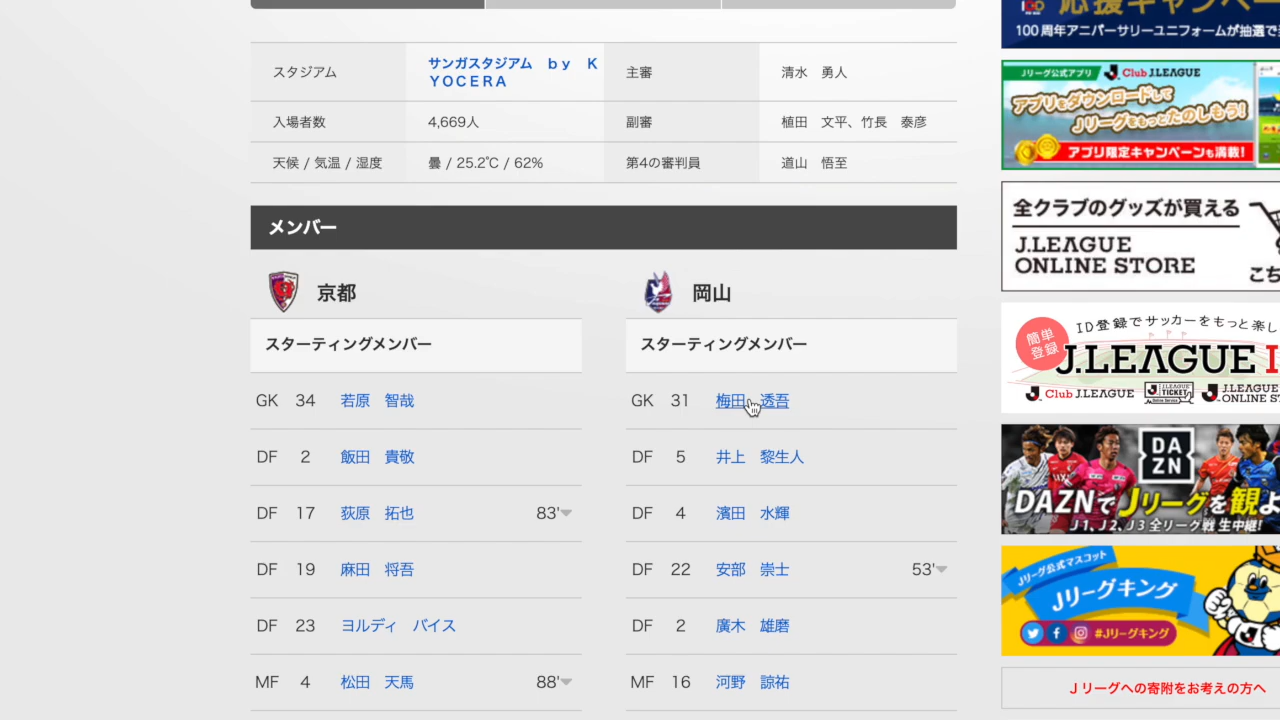 スタジアム
サンガスタジアム　ｂｙ　Ｋ
ＹＯＣＥＲＡ
主審
清水　勇人
入場者数
4,669人
副審
植田　文平、竹長　泰彦
天候 / 気温 / 湿度
曇 / 25.2℃ / 62%
第4の審判員
道山　悟至
メンバー
京都
スターティングメンバー
GK 34 若原　智哉
DF 2 飯田　貴敬
DF 17 荻原　拓也 83'
DF 19 麻田　将吾
DF 23 ヨルディ　バイス
MF 4 松田　天馬 88'
岡山
スターティングメンバー
GK 31 梅田　透吾
DF 5 井上　黎生人
DF 4 濱田　水輝
DF 22 安部　崇士 53'
DF 2 廣木　雄磨
MF 16 河野　諒祐
応援キャンペー
100周年アニバーサリーユニフォームが抽選で
Jリーグ公式アプリ Club J.LEAGUE
アプリをダウンロードして
Jリーグをもっとたのしもう!
アプリ限定キャンペーンも満載!
全クラブのグッズが買える
J.LEAGUE
ONLINE STORE
こち
簡単
登録
ID登録でサッカーをもっと楽し
J.LEAGUE I
Club J.LEAGUE
J.LEAGUE TICKET
J.LEAGUE
ONLINE S
DAZN
DAZNでJリーグを観よ
J1、J2、J3 全リーグ戦 生中継!
Jリーグ公式マスコット
Jリーグキング
#Jリーグキング
Ｊリーグへの寄附をお考えの方へ